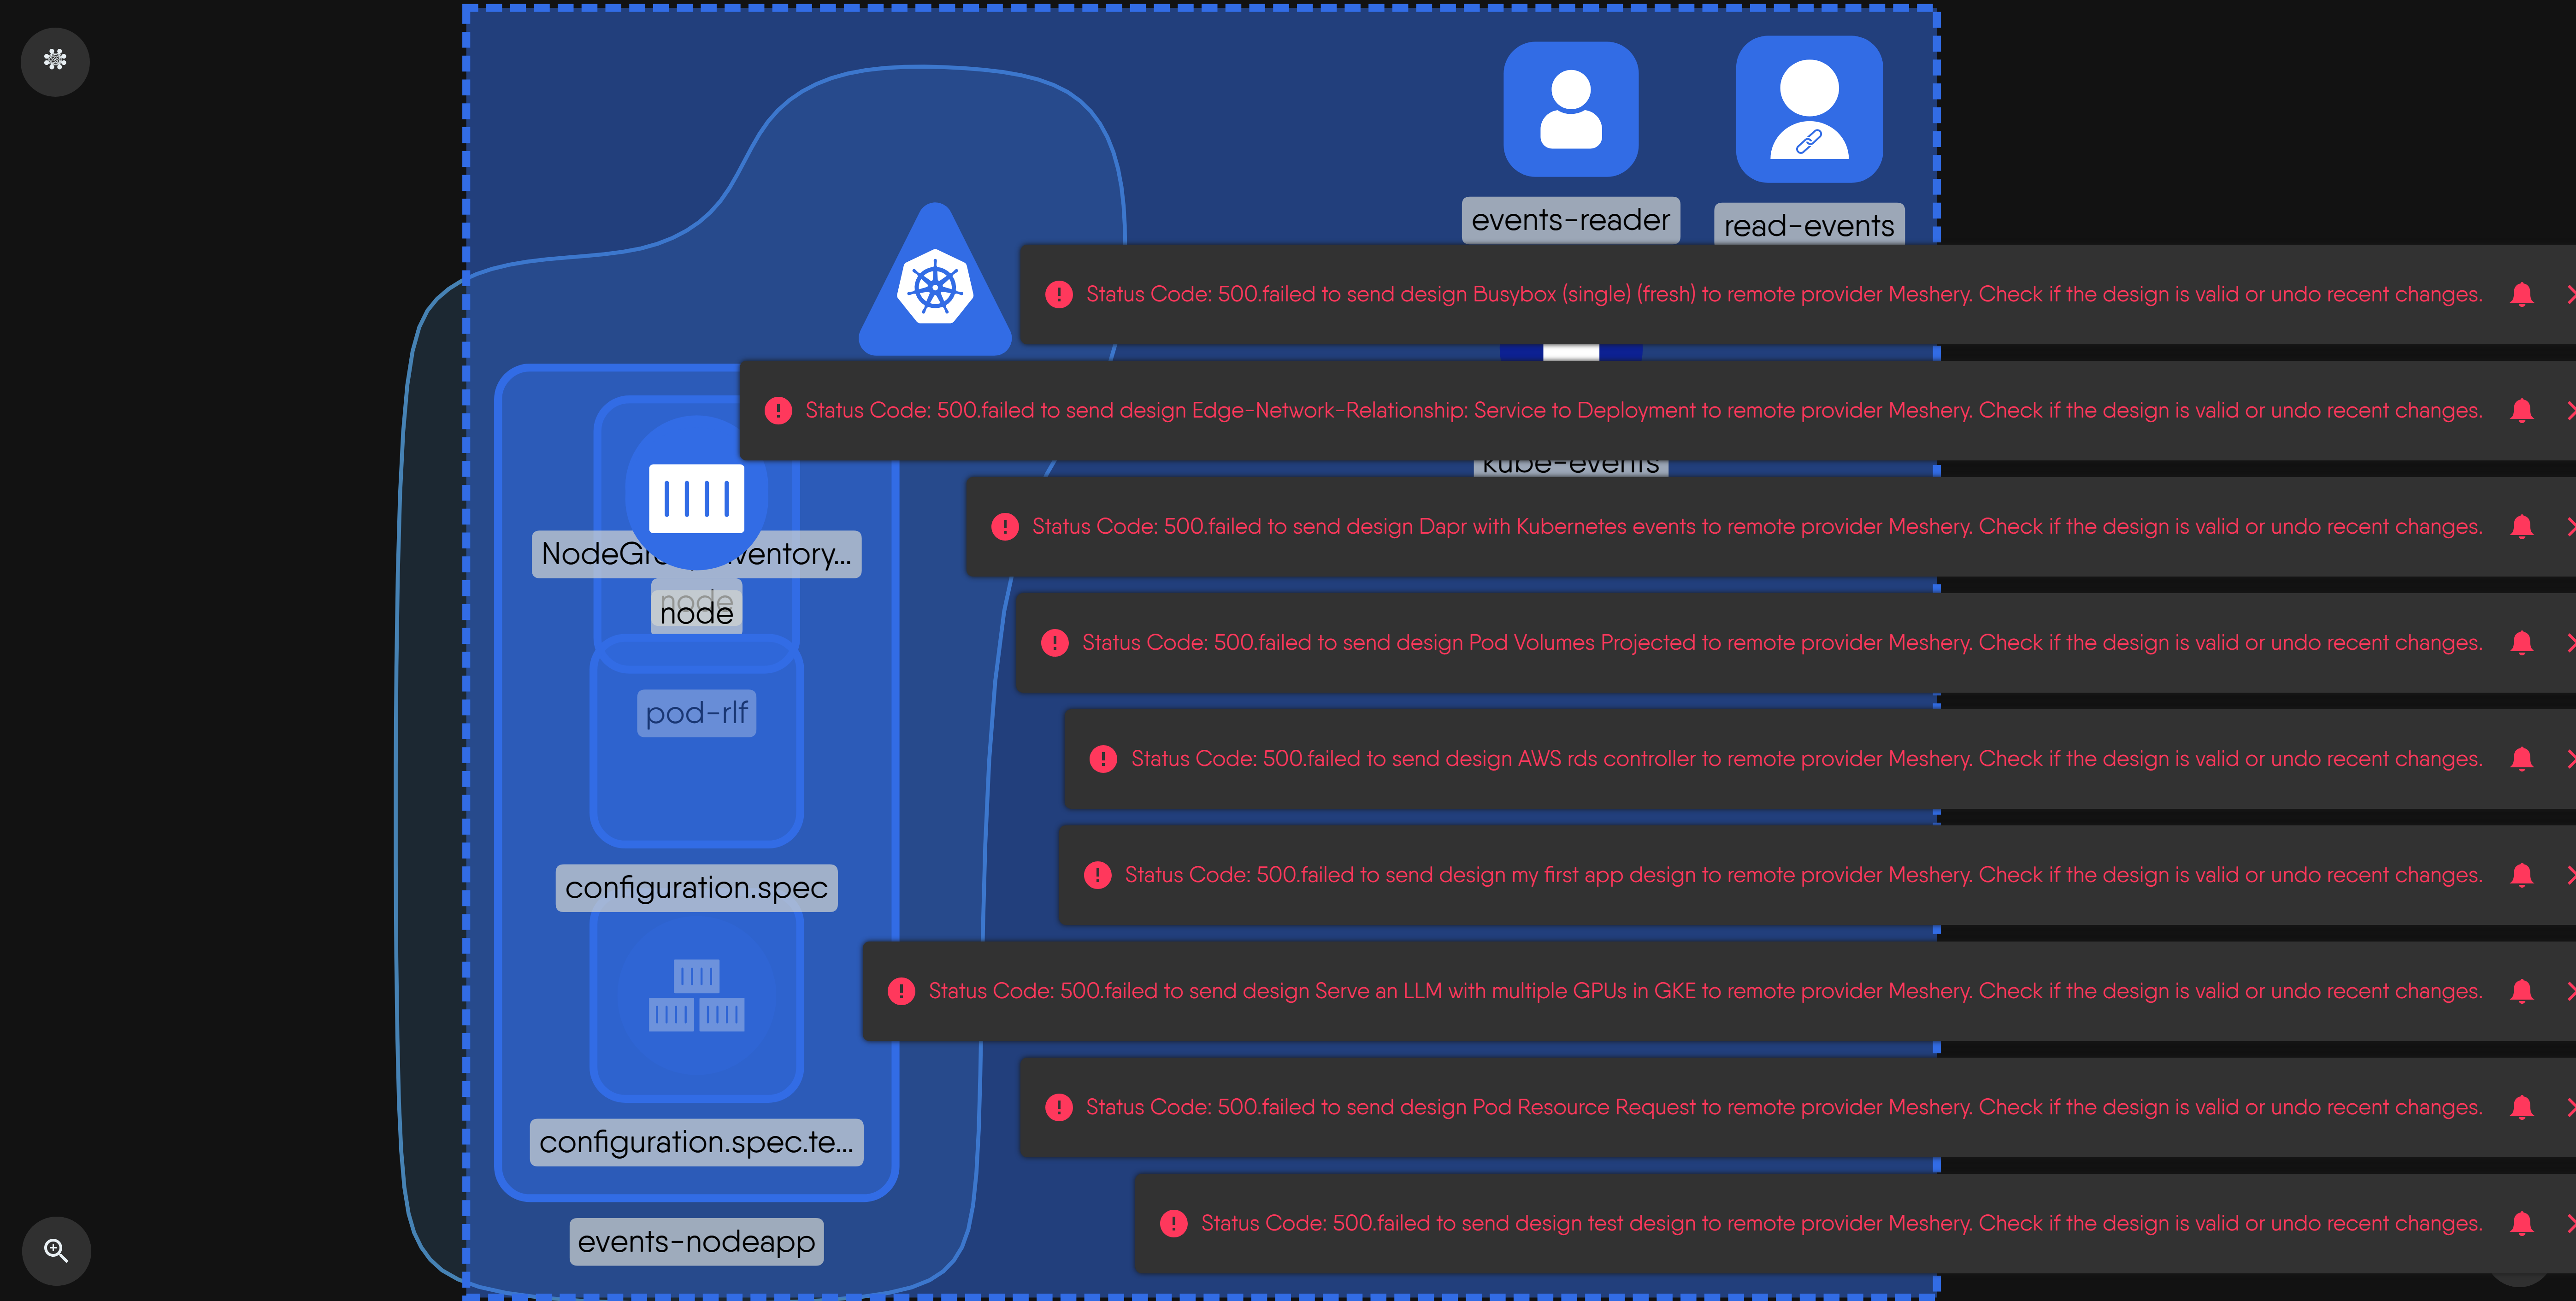 events-reader
read-events
Status Code: 500.failed to send design Busybox (single) (fresh) to remote provider Meshery. Check if the design is valid or undo recent changes.
Status Code: 500.failed to send design Edge-Network-Relationship: Service to Deployment to remote provider Meshery. Check if the design is valid or undo recent changes.
kube-events
Status Code: 500.failed to send design Dapr with Kubernetes events to remote provider Meshery. Check if the design is valid or undo recent changes.
node
node
Status Code: 500.failed to send design Pod Volumes Projected to remote provider Meshery. Check if the design is valid or undo recent changes.
pod-rlf
Status Code: 500.failed to send design AWS rds controller to remote provider Meshery. Check if the design is valid or undo recent changes.
configuration.spec
Status Code: 500.failed to send design my first app design to remote provider Meshery. Check if the design is valid or undo recent changes.
Status Code: 500.failed to send design Serve an LLM with multiple GPUs in GKE to remote provider Meshery. Check if the design is valid or undo recent changes.
Status Code: 500.failed to send design Pod Resource Request to remote provider Meshery. Check if the design is valid or undo recent changes.
configuration.spec.te...
Status Code: 500.failed to send design test design to remote provider Meshery. Check if the design is valid or undo recent changes.
events-nodeapp